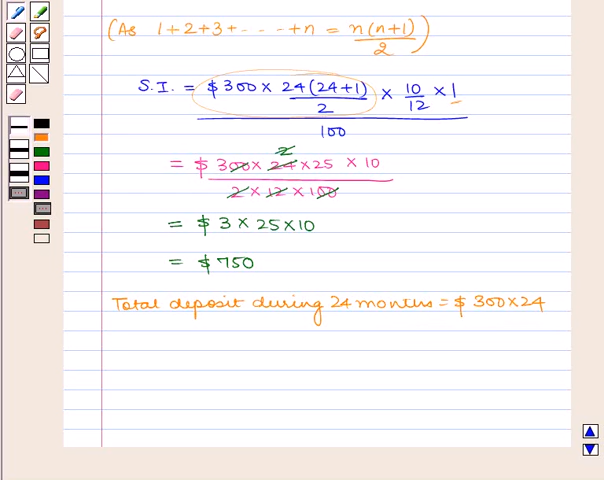 (As 1+2+3+-----+n = n(n+1)/2)
S.I. = $300 × 24(24+1)/2 × 10/12 × 1
100
= $ 300 × 24 2 × 25 × 10
2 × 12 × 100
= $ 3 × 25 × 10
= $ 750
Total deposit during 24 months = $ 300 × 24